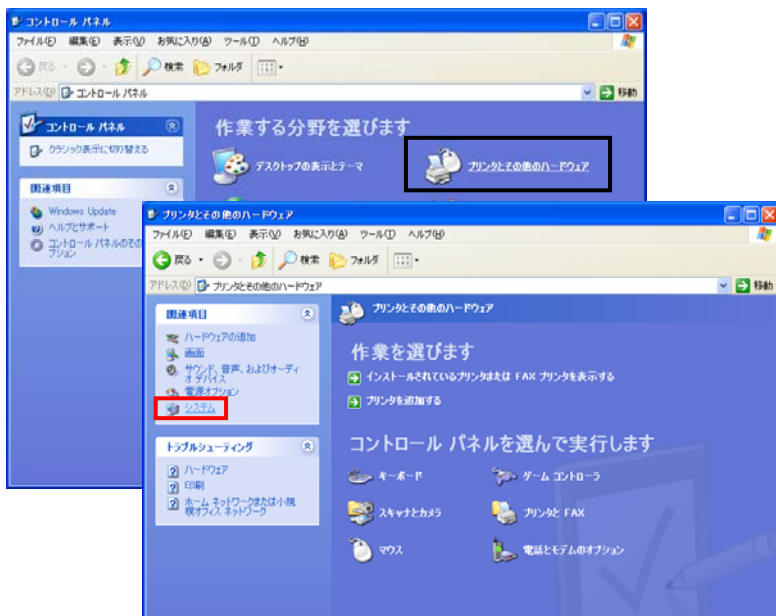 コントロール パネル
ファイル(F) 編集(E) 表示(V) お気に入り(A) ツール(T) ヘルプ(H)
戻る 検索 フォルダ
アドレス(D) コントロール パネル 移動
コントロール パネル
クラシック表示に切り替える
関連項目
Windows Update
ヘルプとサポート
コントロール パネルのその
プション
作業する分野を選びます
デスクトップの表示とテーマ
プリンタとその他のハードウェア
プリンタとその他のハードウェア
ファイル(F) 編集(E) 表示(V) お気に入り(A) ツール(T) ヘルプ(H)
戻る 検索 フォルダ
アドレス(D) プリンタとその他のハードウェア 移動
関連項目
ハードウェアの追加
画面
サウンド、音声、およびオーディ
オ デバイス
電源オプション
システム
トラブルシューティング
ハードウェア
印刷
ホーム ネットワークまたは小規
模オフィス ネットワーク
プリンタとその他のハードウェア
作業を選びます
インストールされているプリンタまたは FAX プリンタを表示する
プリンタを追加する
コントロール パネルを選んで実行します
キーボード
ゲーム コントローラ
スキャナとカメラ
プリンタと FAX
マウス
電話とモデムのオプション